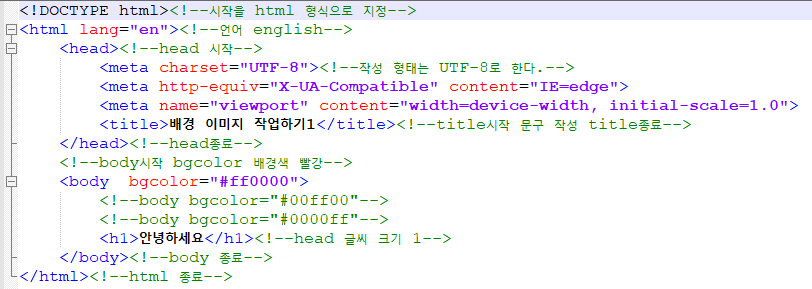 <!DOCTYPE html><!--시작을 html 형식으로 지정-->
<html lang="en"><!--언어 english-->
<head><!--head 시작-->
<meta charset="UTF-8"><!--작성 형태는 UTF-8로 한다.-->
<meta http-equiv="X-UA-Compatible" content="IE=edge">
<meta name="viewport" content="width=device-width, initial-scale=1.0">
<title>배경 이미지 작업하기1</title><!--title시작 문구 작성 title종료-->
</head><!--head종료-->
<!--body시작 bgcolor 배경색 빨강-->
<body  bgcolor="#ff0000">
<!--body bgcolor="#00ff00"-->
<!--body bgcolor="#0000ff"-->
<h1>안녕하세요</h1><!--head 글씨 크기 1-->
</body><!--body 종료-->
</html><!--html 종료-->